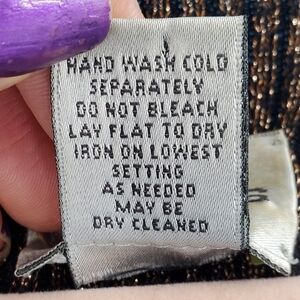 HAND WASH COLD
SEPARATELY
DO NOT BLEACH
LAY FLAT TO DRY
IRON ON LOWEST
SETTING
AS NEEDED
MAY BE
DRY CLEANED